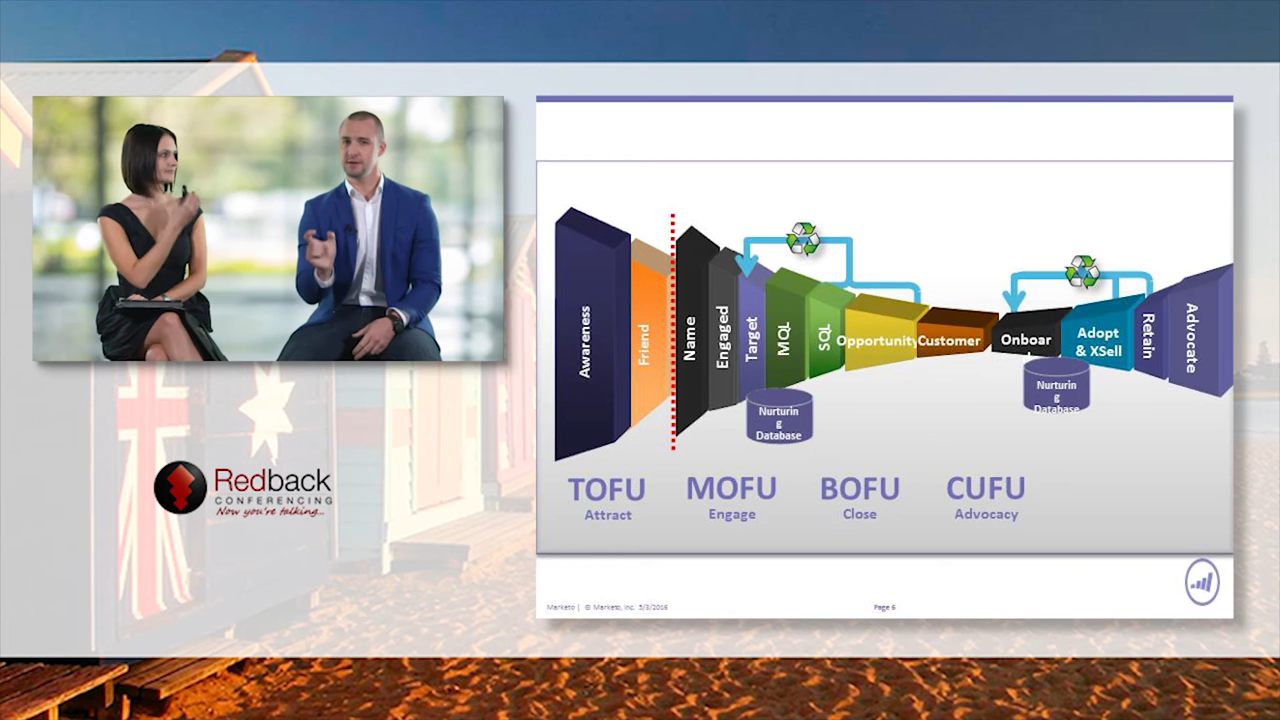 Redback
CONFERENCING
Now you're talking...
Awareness
Friend
Name
Engaged
Target
MQL
SQL
Opportunity
Customer
Onboar
Adopt
& XSell
Retain
Advocate
Nurturin
g
Database
Nurturin
g
Database
TOFU
Attract
MOFU
Engage
BOFU
Close
CUFU
Advocacy
Marketo | © Marketo, Inc. 5/3/2016
Page 6